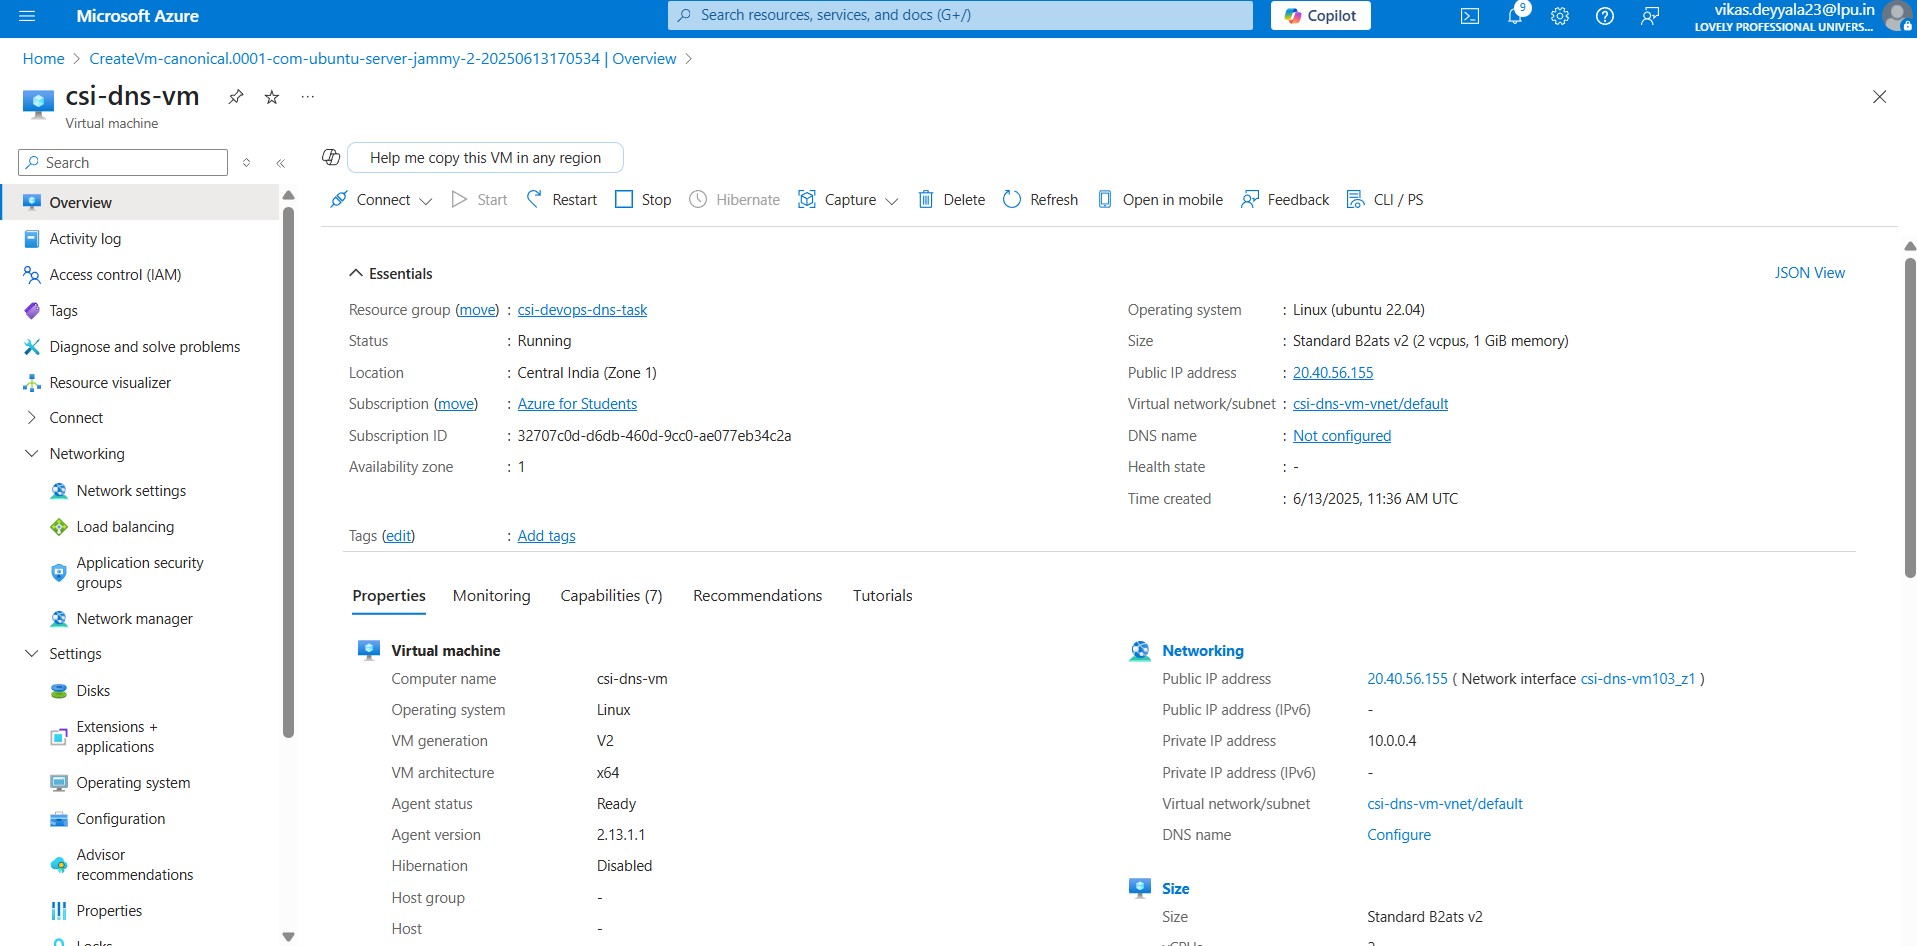 Microsoft Azure
Search resources, services, and docs (G+/)
Copilot
9
vikas.deyyala23@lpu.in
LOVELY PROFESSIONAL UNIVERS...
Home > CreateVm-canonical.0001-com-ubuntu-server-jammy-2-20250613170534 | Overview >
csi-dns-vm
Virtual machine
Search
Overview
Activity log
Access control (IAM)
Tags
Diagnose and solve problems
Resource visualizer
Connect
Networking
Network settings
Load balancing
Application security
groups
Network manager
Settings
Disks
Extensions +
applications
Operating system
Configuration
Advisor
recommendations
Properties
Locks
Help me copy this VM in any region
Connect Start Restart Stop Hibernate Capture Delete Refresh Open in mobile Feedback CLI / PS
Essentials
JSON View
Resource group (move) : csi-devops-dns-task
Status : Running
Location : Central India (Zone 1)
Subscription (move) : Azure for Students
Subscription ID : 32707c0d-d6db-460d-9cc0-ae077eb34c2a
Availability zone : 1
Operating system : Linux (ubuntu 22.04)
Size : Standard B2ats v2 (2 vcpus, 1 GiB memory)
Public IP address : 20.40.56.155
Virtual network/subnet : csi-dns-vm-vnet/default
DNS name : Not configured
Health state : -
Time created : 6/13/2025, 11:36 AM UTC
Tags (edit) : Add tags
Properties Monitoring Capabilities (7) Recommendations Tutorials
Virtual machine
Computer name csi-dns-vm
Operating system Linux
VM generation V2
VM architecture x64
Agent status Ready
Agent version 2.13.1.1
Hibernation Disabled
Host group -
Host -
Networking
Public IP address 20.40.56.155 ( Network interface csi-dns-vm103_z1 )
Public IP address (IPv6) -
Private IP address 10.0.0.4
Private IP address (IPv6) -
Virtual network/subnet csi-dns-vm-vnet/default
DNS name Configure
Size
Size Standard B2ats v2